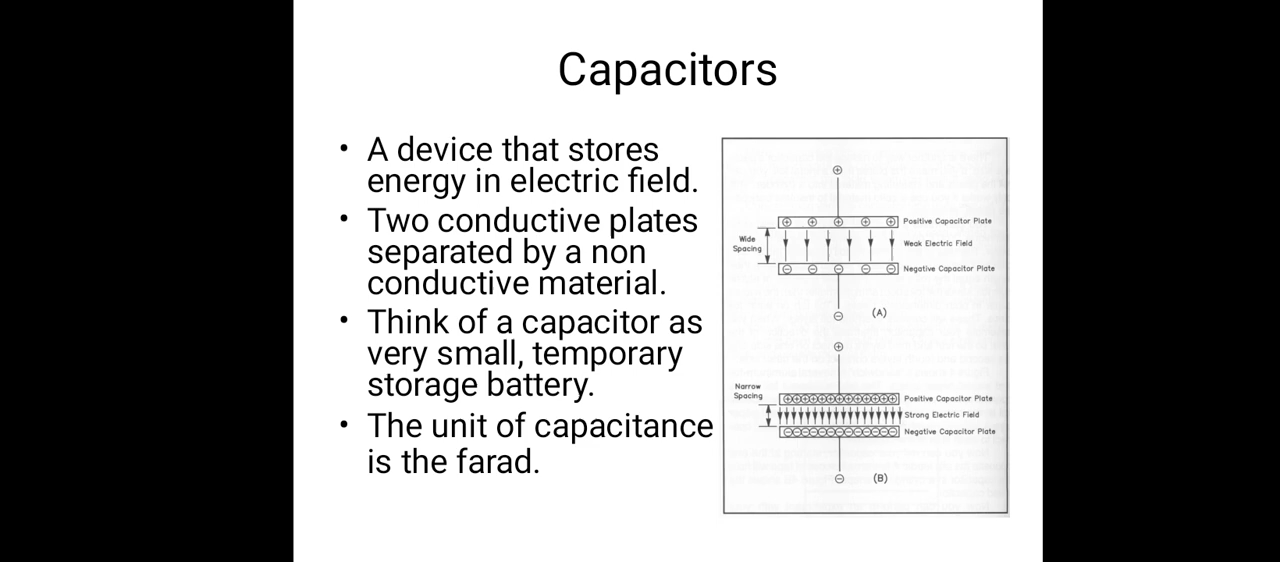 Capacitors
• A device that stores
energy in electric field.
• Two conductive plates
separated by a non
conductive material.
• Think of a capacitor as
very small, temporary
storage battery.
• The unit of capacitance
is the farad.
+
+ + + + +
Positive Capacitor Plate
Wide
Spacing
Weak Electric Field
− − − − −
Negative Capacitor Plate
−
(A)
+
Narrow
Spacing
+ + + + + + + + + + + + +
Positive Capacitor Plate
Strong Electric Field
− − − − − − − − − − − −
Negative Capacitor Plate
−
(B)